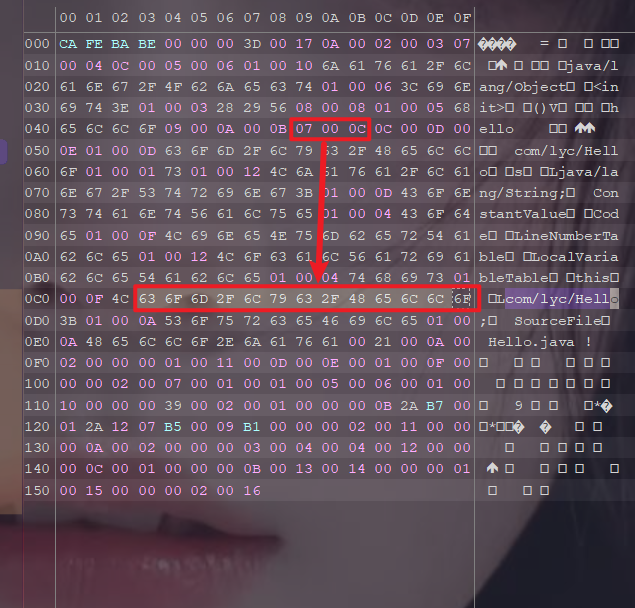 00 01 02 03 04 05 06 07 08 09 0A 0B 0C 0D 0E 0F
000 CA FE BA BE 00 00 00 3D 00 17 0A 00 02 00 03 07 ���� =
010 00 04 0C 00 05 00 06 01 00 10 6A 61 76 61 2F 6C java/l
020 61 6E 67 2F 4F 62 6A 65 63 74 01 00 06 3C 69 6E ang/Object <in
030 69 74 3E 01 00 03 28 29 56 08 00 08 01 00 05 68 it> ()V h
040 65 6C 6C 6F 09 00 0A 00 0B 07 00 0C 0C 00 0D 00 ello
050 0E 01 00 0D 63 6F 6D 2F 6C 63 2F 48 65 6C 6C com/lyc/Hell
060 6F 01 00 01 73 01 00 12 4C 6A 61 76 61 2F 6C 61 o s Ljava/la
070 6E 67 2F 53 74 72 69 6E 67 3B 01 00 0D 43 6F 6E ng/String; Con
080 73 74 61 6E 74 56 61 6C 75 65 01 00 04 43 6F 64 stantValue Cod
090 65 01 00 0F 4C 69 6E 65 4E 75 6D 62 65 72 54 61 e LineNumberTa
0A0 62 6C 65 01 00 12 4C 6F 63 61 6C 56 61 72 69 61 ble LocalVaria
0B0 62 6C 65 54 61 62 6C 65 01 00 04 74 68 69 73 01 bleTable this
0C0 00 0F 4C 63 6F 6D 2F 6C 79 63 2F 48 65 6C 6C 6F Lcom/lyc/Hello
0D0 3B 01 00 0A 53 6F 75 72 63 65 46 69 6C 65 01 00 ; SourceFile
0E0 0A 48 65 6C 6C 6F 2E 6A 61 76 61 00 21 00 0A 00 Hello.java !
0F0 02 00 00 00 01 00 11 00 0D 00 0E 00 01 00 0F 00
100 00 00 02 00 07 00 01 00 01 00 05 00 06 00 01 00
110 10 00 00 00 39 00 02 00 01 00 00 00 0B 2A B7 00 9 *�
120 01 2A 12 07 B5 00 09 B1 00 00 00 02 00 11 00 00 * � �
130 00 0A 00 02 00 00 00 03 00 04 00 04 00 12 00 00
140 00 0C 00 01 00 00 00 0B 00 13 00 14 00 00 00 01
150 00 15 00 00 00 02 00 16